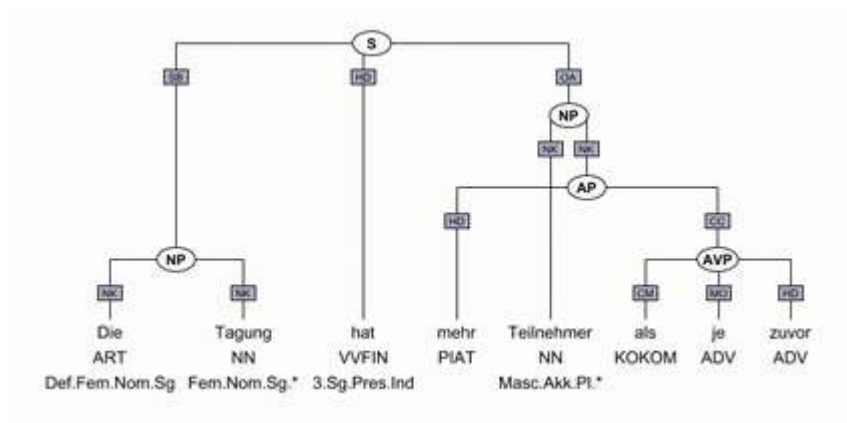 S
SB HD OA
NP
NK NK
AP
HD CC
NP AVP
NK NK CM MO HD
Die Tagung hat mehr Teilnehmer als je zuvor
ART NN VVFIN PIAT NN KOKOM ADV ADV
Def.Fem.Nom.Sg Fem.Nom.Sg.* 3.Sg.Pres.Ind Masc.Akk.Pl.*